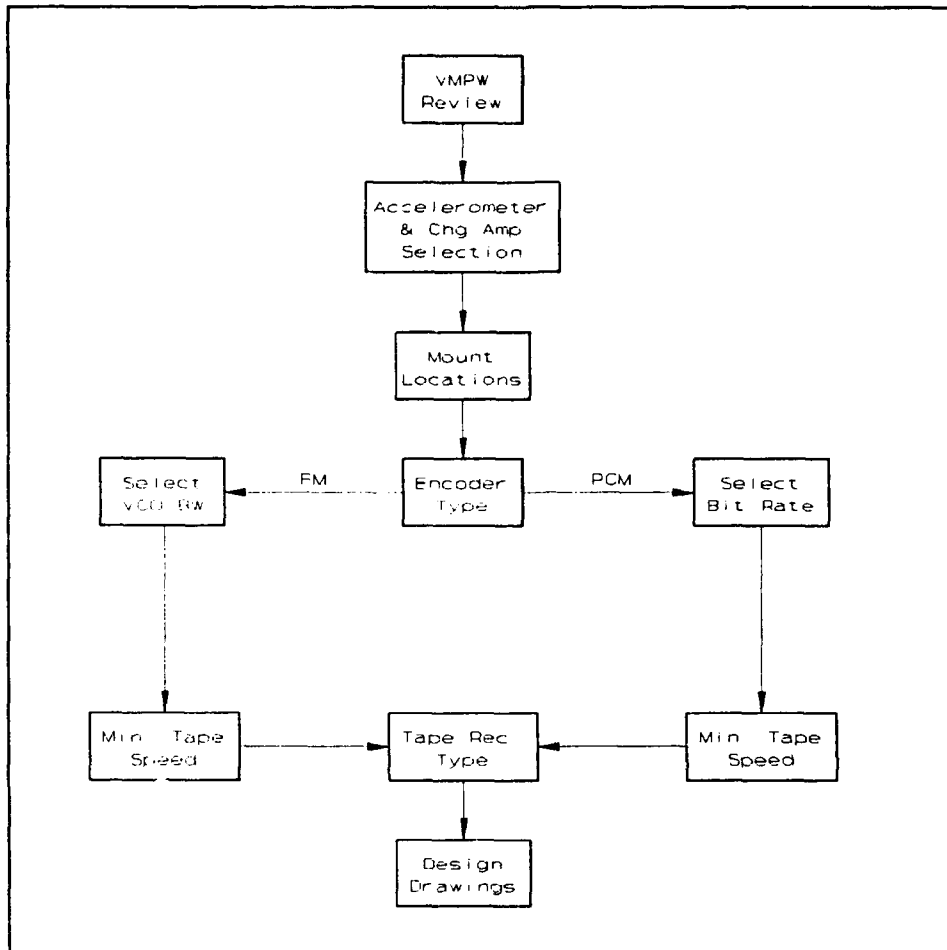 VMPW
Review
Accelerometer
& Chg Amp
Selection
Mount
Locations
Select
VCO BW
FM
Encoder
Type
PCM
Select
Bit Rate
Min Tape
Speed
Tape Rec
Type
Min Tape
Speed
Design
Drawings